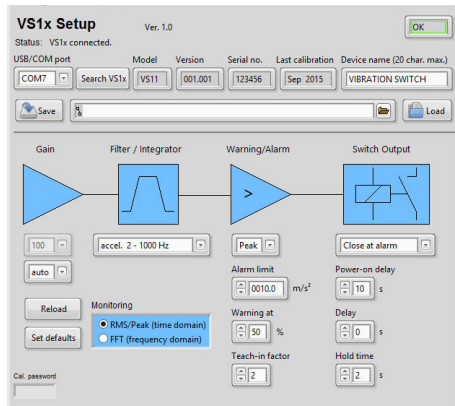 VS1x Setup Ver. 1.0 OK
Status: VS1x connected.
USB/COM port Model Version Serial no. Last calibration Device name (20 char. max.)
COM7 Search VS1x VS11 001.001 123456 Sep 2015 VIBRATION SWITCH
Save Load
Gain Filter / Integrator Warning/Alarm Switch Output
>
100 accel. 2 - 1000 Hz Peak Close at alarm
auto Alarm limit Power-on delay
0010.0 m/s² 10 s
Reload Monitoring Warning at Delay
RMS/Peak (time domain) 50 % 0 s
Set defaults FFT (frequency domain)
Teach-in factor Hold time
Cal. password 2 2 s